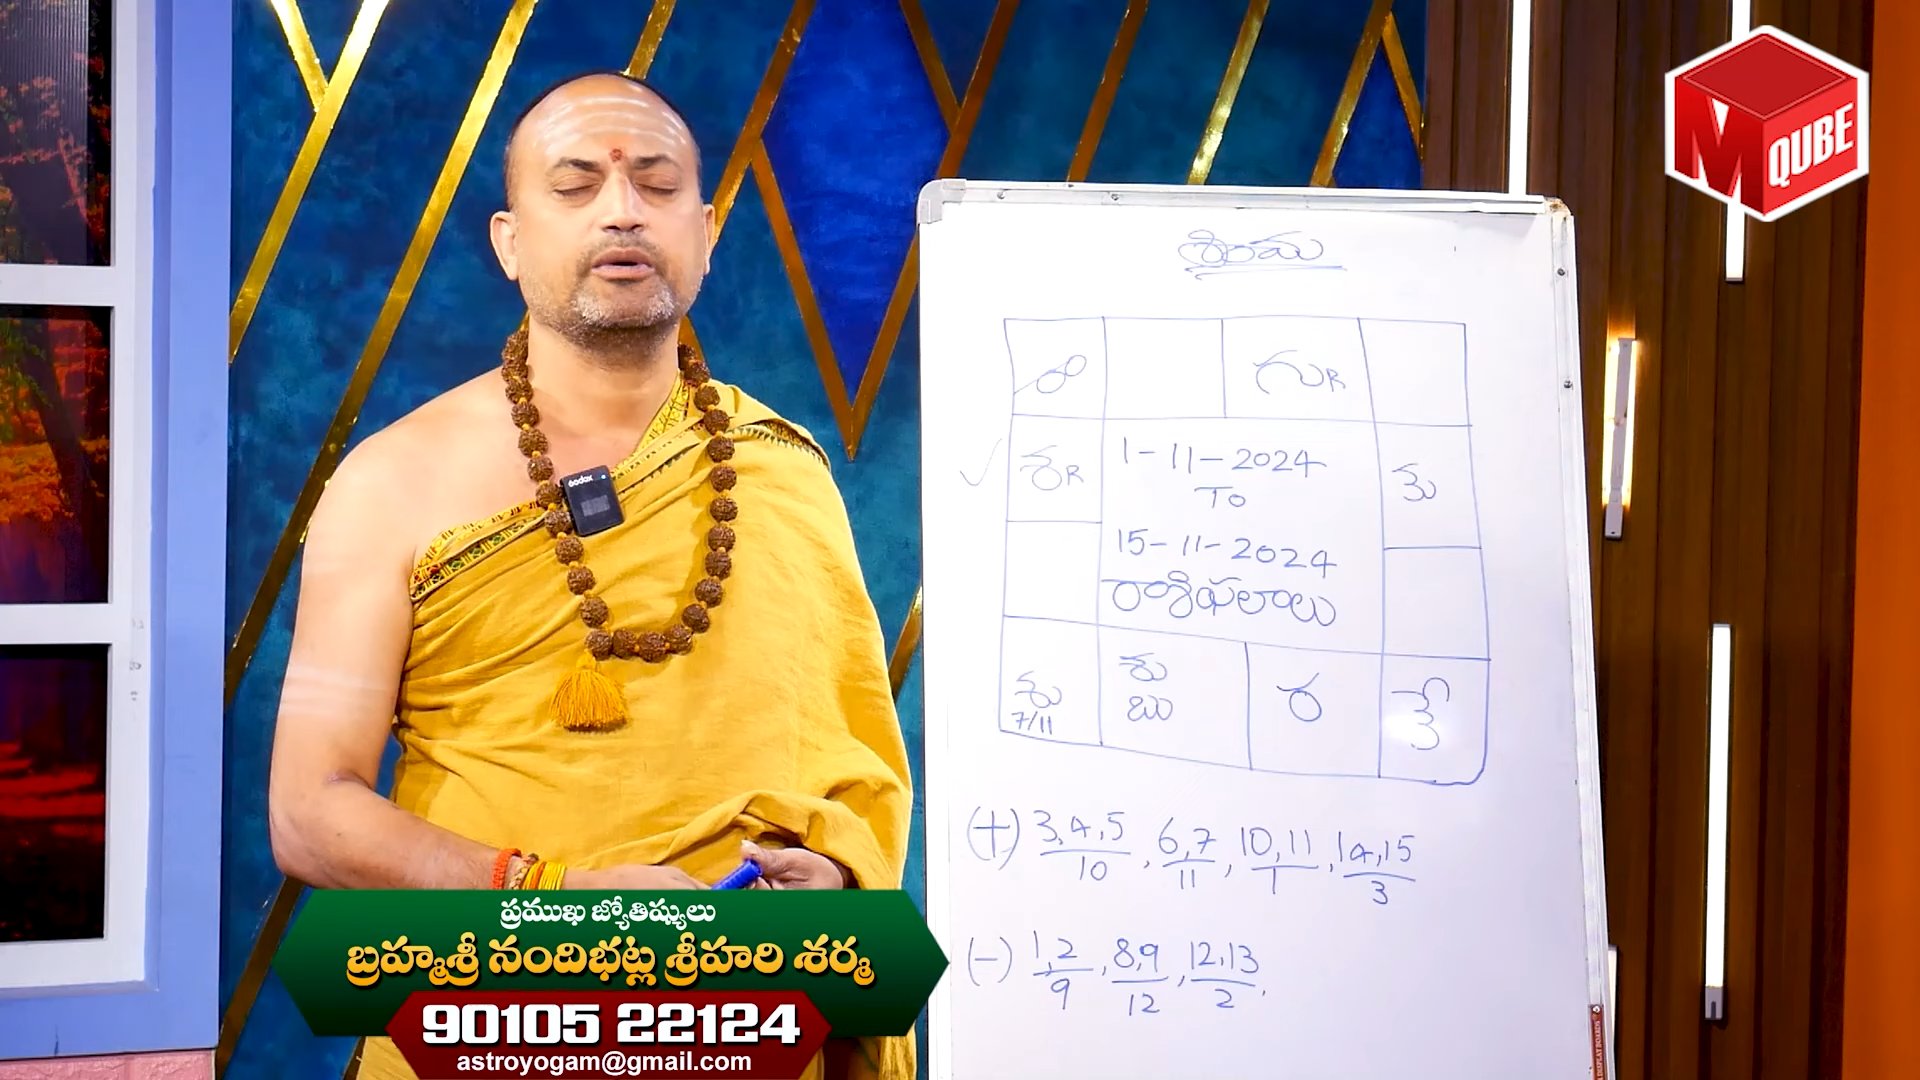 M QUBE
శ్రీరామ
రా
గుR
శR
1-11-2024
To
15-11-2024
రాశిఫలాలు
కు
శు
7/11
శు
బు
ర
కే
(+) 3,4,5/10, 6,7/11, 10,11/1, 14,15/3
(-) 1,2/9, 8,9/12, 12,13/2.
Godox
ప్రముఖ జ్యోతిష్యులు
బ్రహ్మశ్రీ నందిభట్ల శ్రీహరి శర్మ
90105 22124
astroyogam@gmail.com